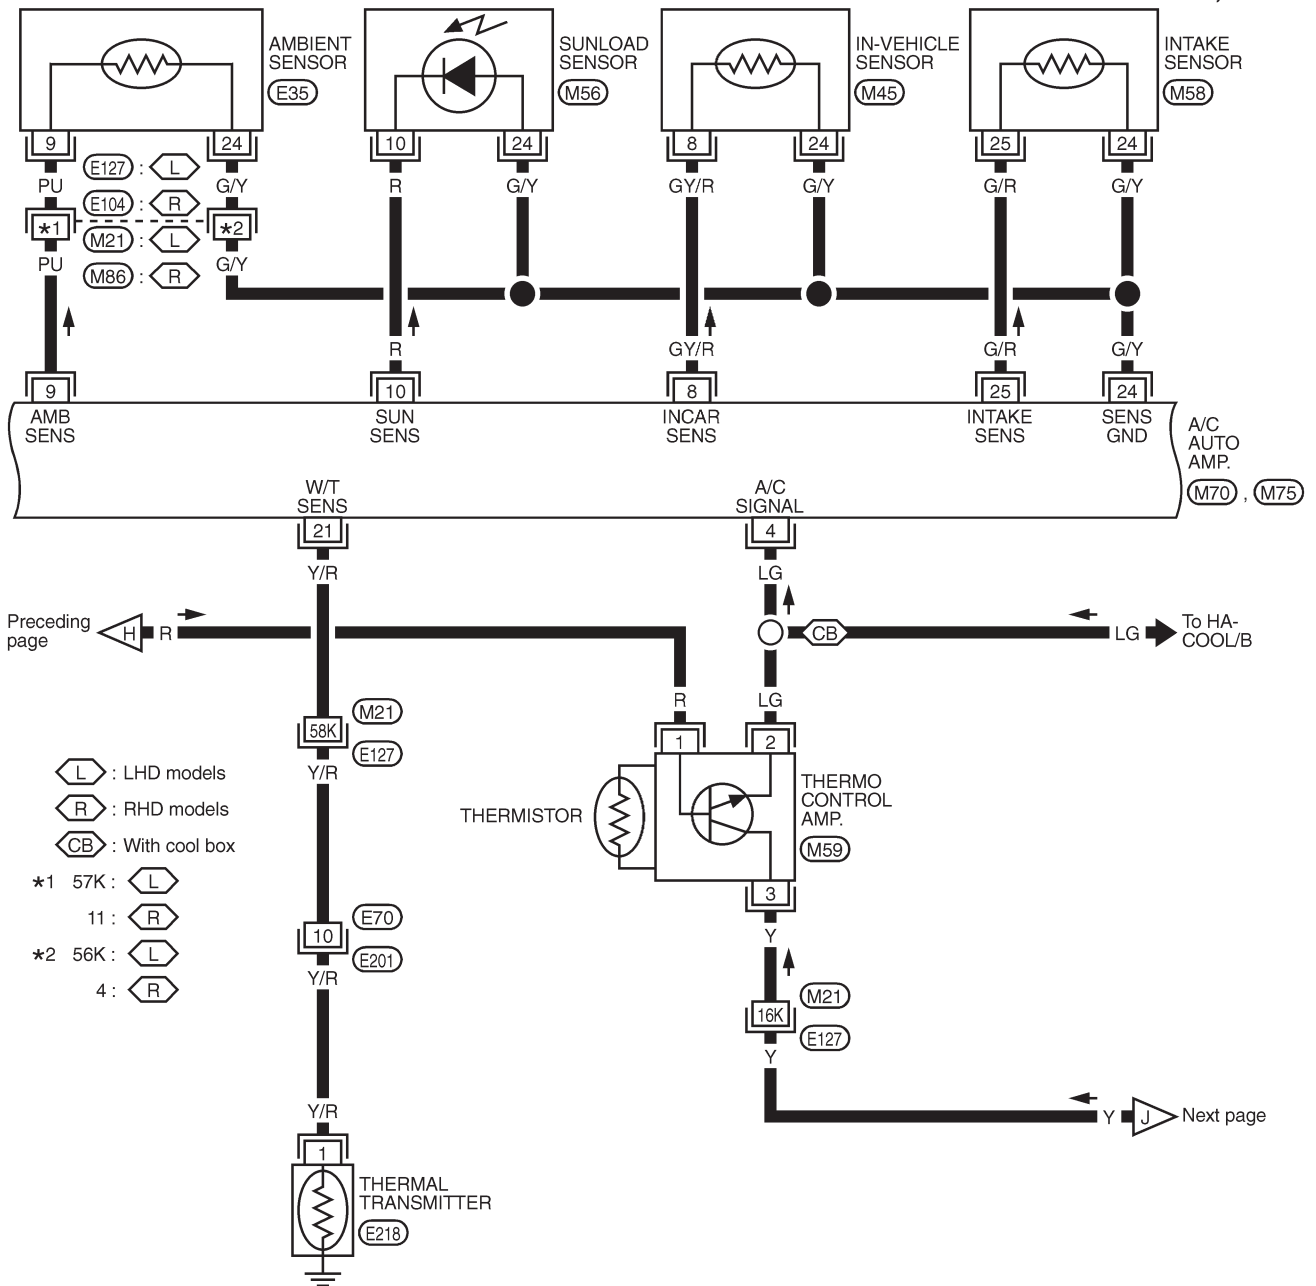 AMBIENT
SENSOR
E35
SUNLOAD
SENSOR
M56
IN-VEHICLE
SENSOR
M45
INTAKE
SENSOR
M58
9
24
10
24
8
24
25
24
E127 : L
PU
G/Y
R
G/Y
GY/R
G/Y
G/R
G/Y
E104 : R
*1
*2
M21 : L
PU
G/Y
M86 : R
R
GY/R
G/R
G/Y
9
10
8
25
24
AMB
SENS
SUN
SENS
INCAR
SENS
INTAKE
SENS
SENS
GND
A/C
AUTO
AMP.
M70 , M75
W/T
SENS
A/C
SIGNAL
21
4
Y/R
LG
Preceding
page
H
R
CB
LG
To HA-
COOL/B
R
LG
M21
58K
E127
1
2
Y/R
L : LHD models
R : RHD models
CB : With cool box
*1 57K : L
11 : R
*2 56K : L
4 : R
THERMISTOR
THERMO
CONTROL
AMP.
M59
3
Y
E70
10
E201
Y/R
M21
16K
E127
Y
Y/R
Y
J
Next page
1
THERMAL
TRANSMITTER
E218